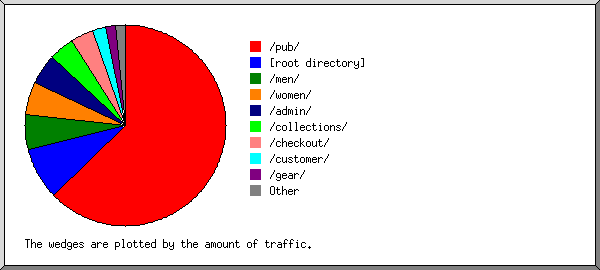 /pub/
[root directory]
/men/
/women/
/admin/
/collections/
/checkout/
/customer/
/gear/
Other
The wedges are plotted by the amount of traffic.